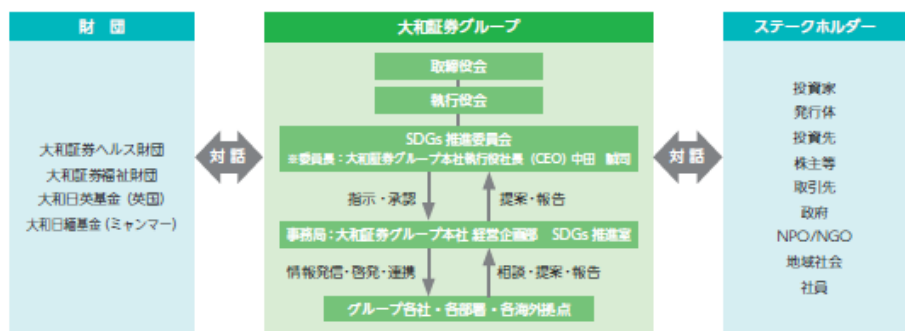 財 団
大和証券ヘルス財団
大和証券福祉財団
大和日英基金（英国）
大和日緬基金（ミャンマー）
対話
大和証券グループ
取締役会
執行役会
SDGs 推進委員会
※委員長：大和証券グループ本社執行役社長（CEO）中田 誠司
指示・承認
提案・報告
事務局：大和証券グループ本社 経営企画部 SDGs 推進室
情報発信・啓発・連携
相談・提案・報告
グループ各社・各部署・各海外拠点
対話
ステークホルダー
投資家
発行体
投資先
株主等
取引先
政府
NPO/NGO
地域社会
社員